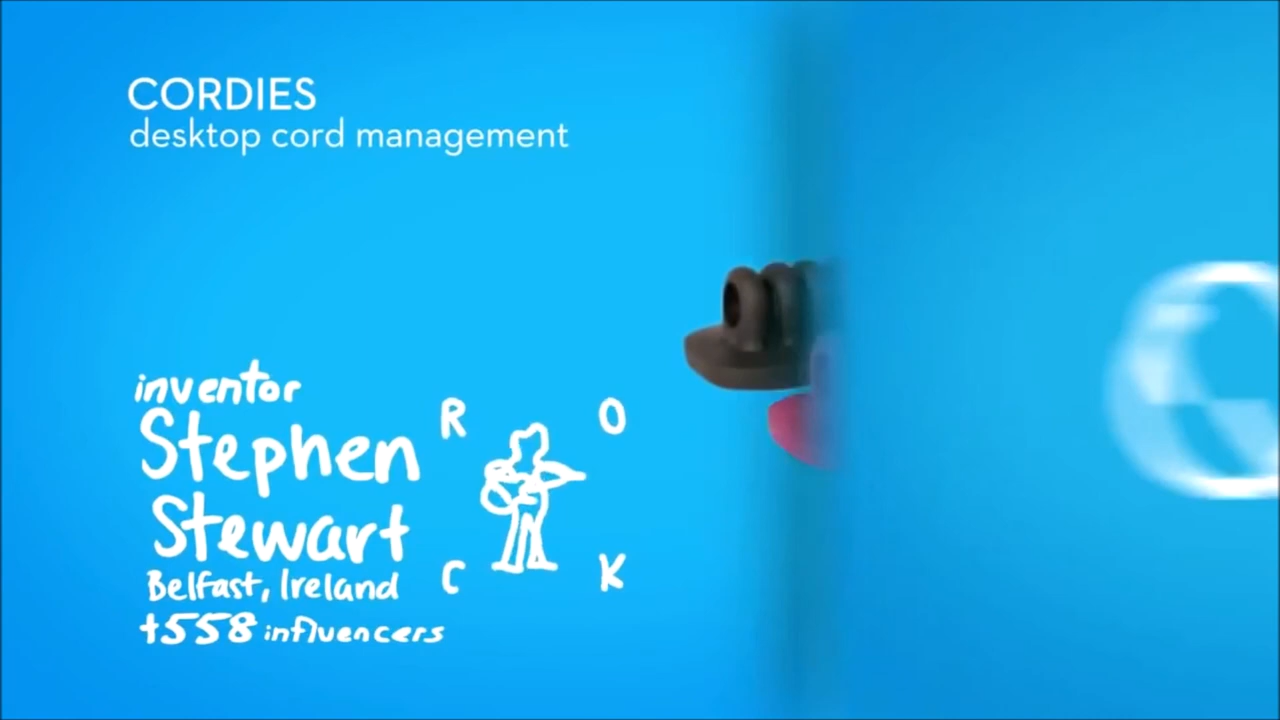 CORDIES
desktop cord management
inventor
Stephen
Stewart
Belfast, Ireland
+558 influencers
R O
C K